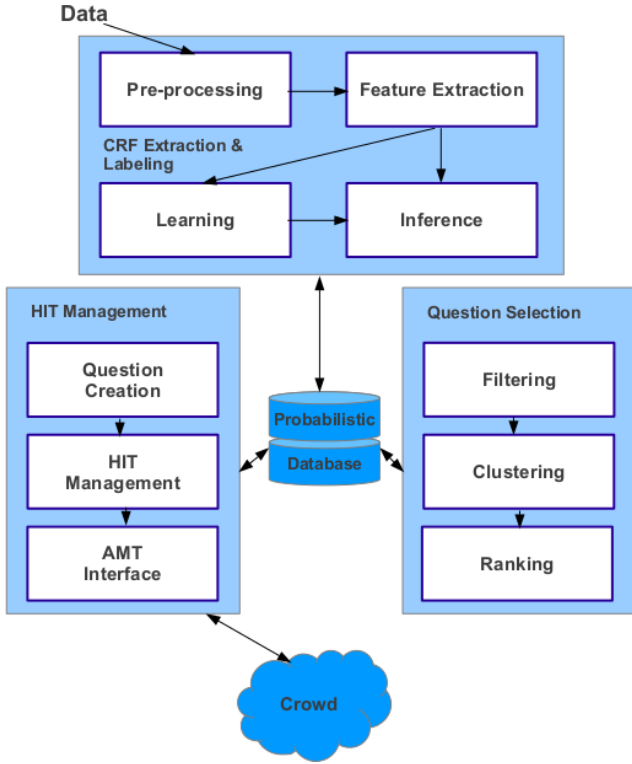 Data
Pre-processing
Feature Extraction
CRF Extraction &
Labeling
Learning
Inference
HIT Management
Question
Creation
HIT
Management
AMT
Interface
Probabilistic
Database
Question Selection
Filtering
Clustering
Ranking
Crowd